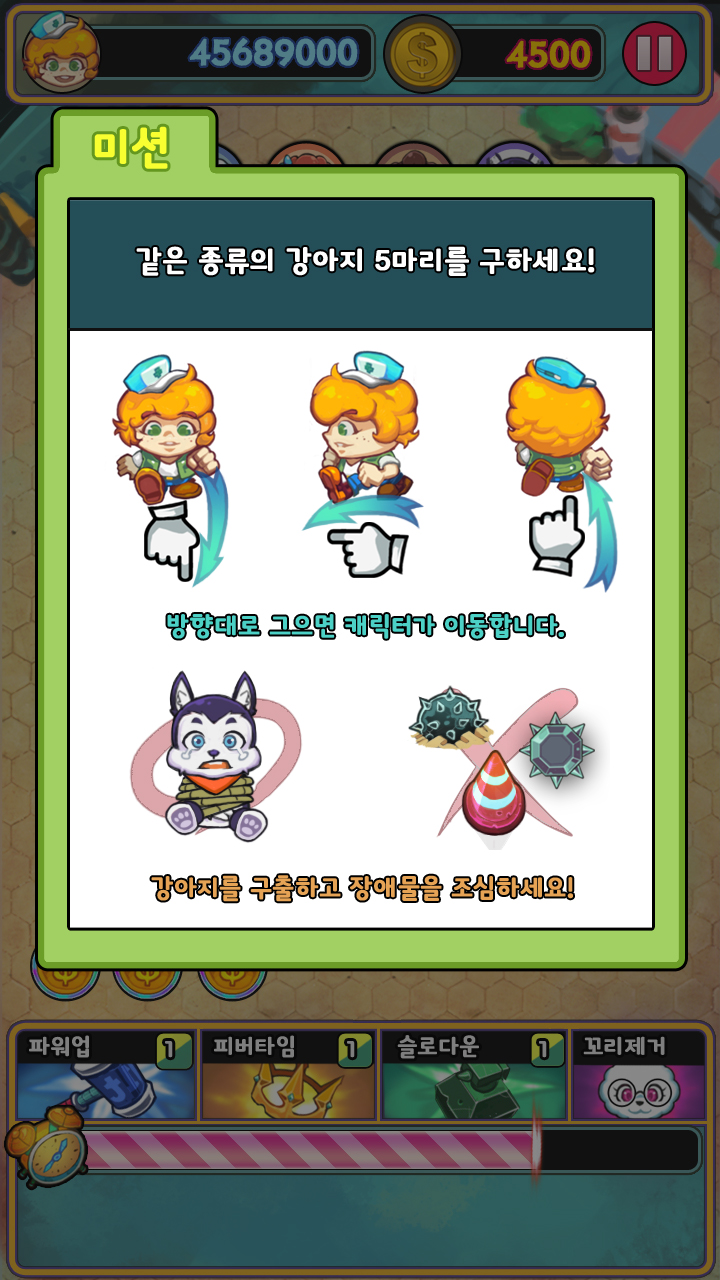 45689000
4500
미션
같은 종류의 강아지 5마리를 구하세요!
방향대로 그으면 캐릭터가 이동합니다.
강아지를 구출하고 장애물을 조심하세요!
파워업 1
피버타임 1
슬로다운 1
꼬리제거